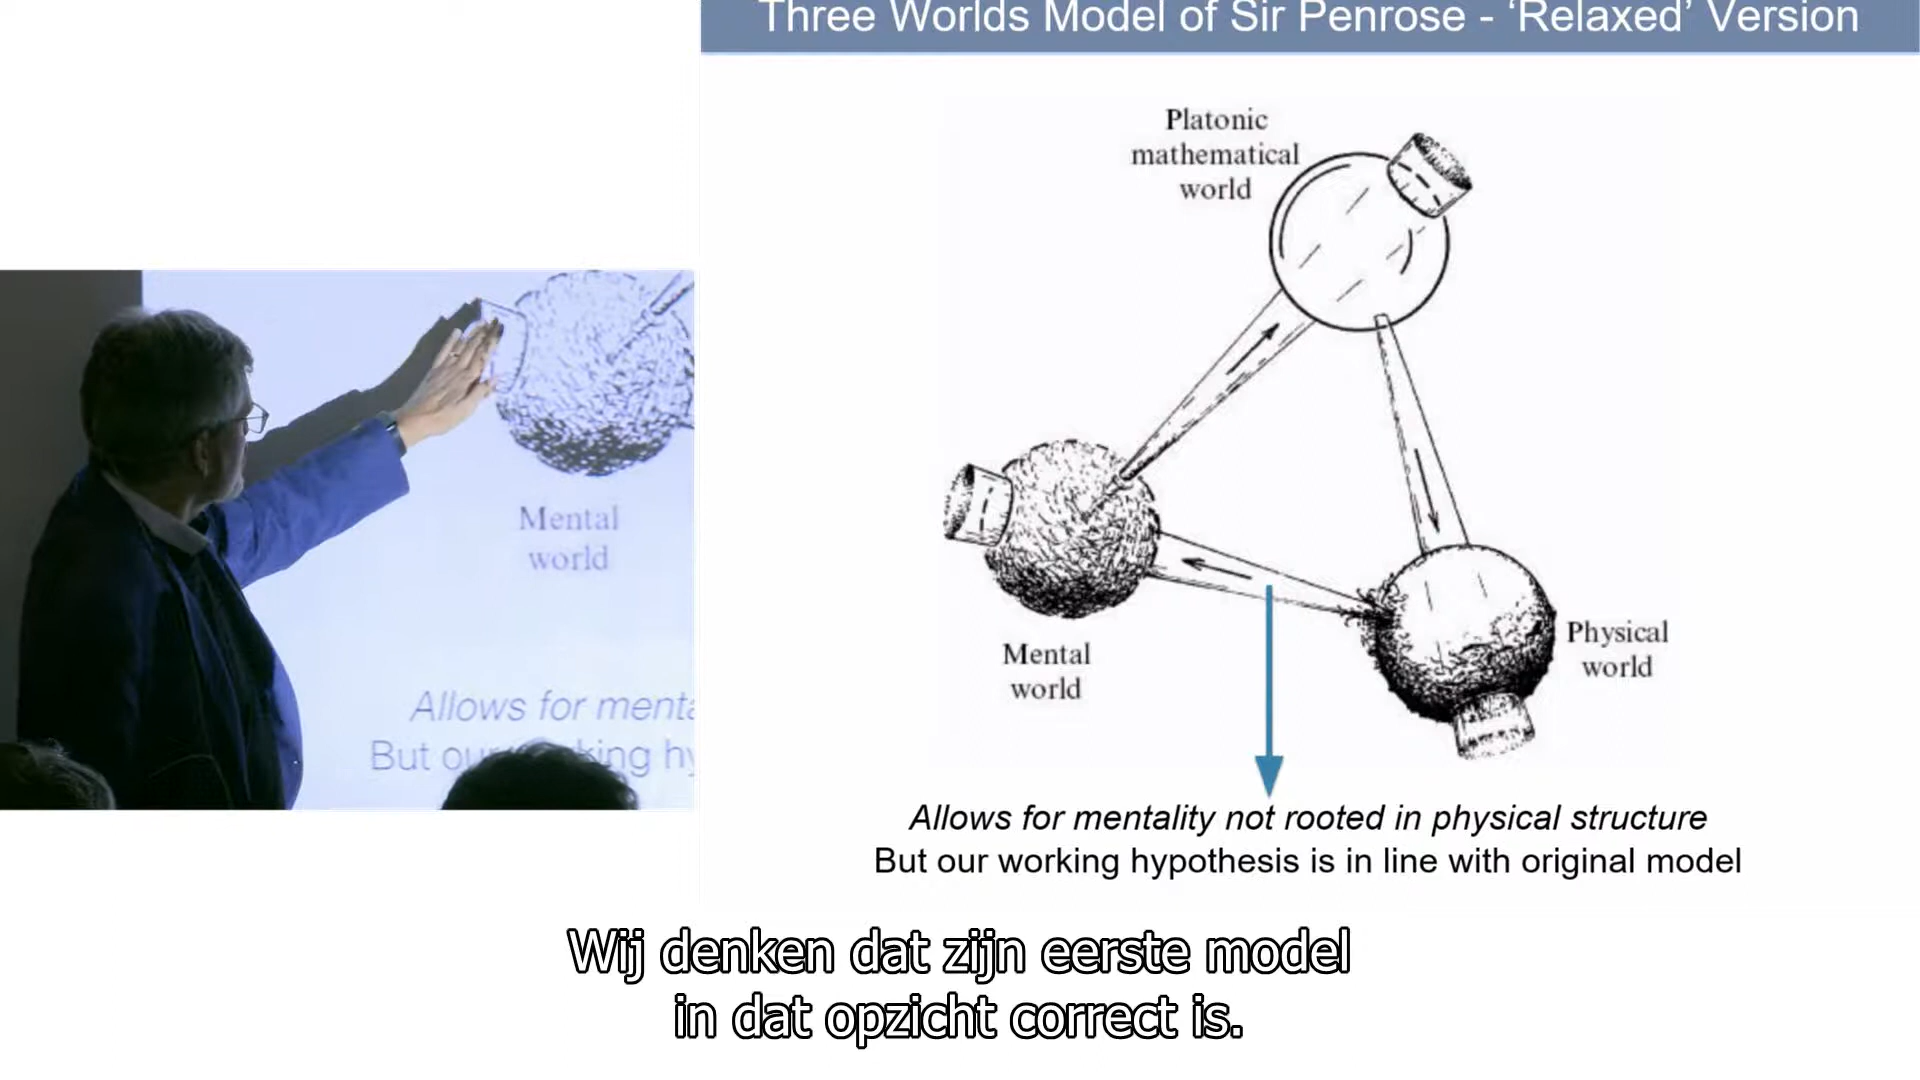 Three Worlds Model of Sir Penrose - ‘Relaxed’ Version
Platonic
mathematical
world
Mental
world
Physical
world
Allows for mentality not rooted in physical structure
But our working hypothesis is in line with original model
Mental
world
Allows for
But
Wij denken dat zijn eerste model
in dat opzicht correct is.